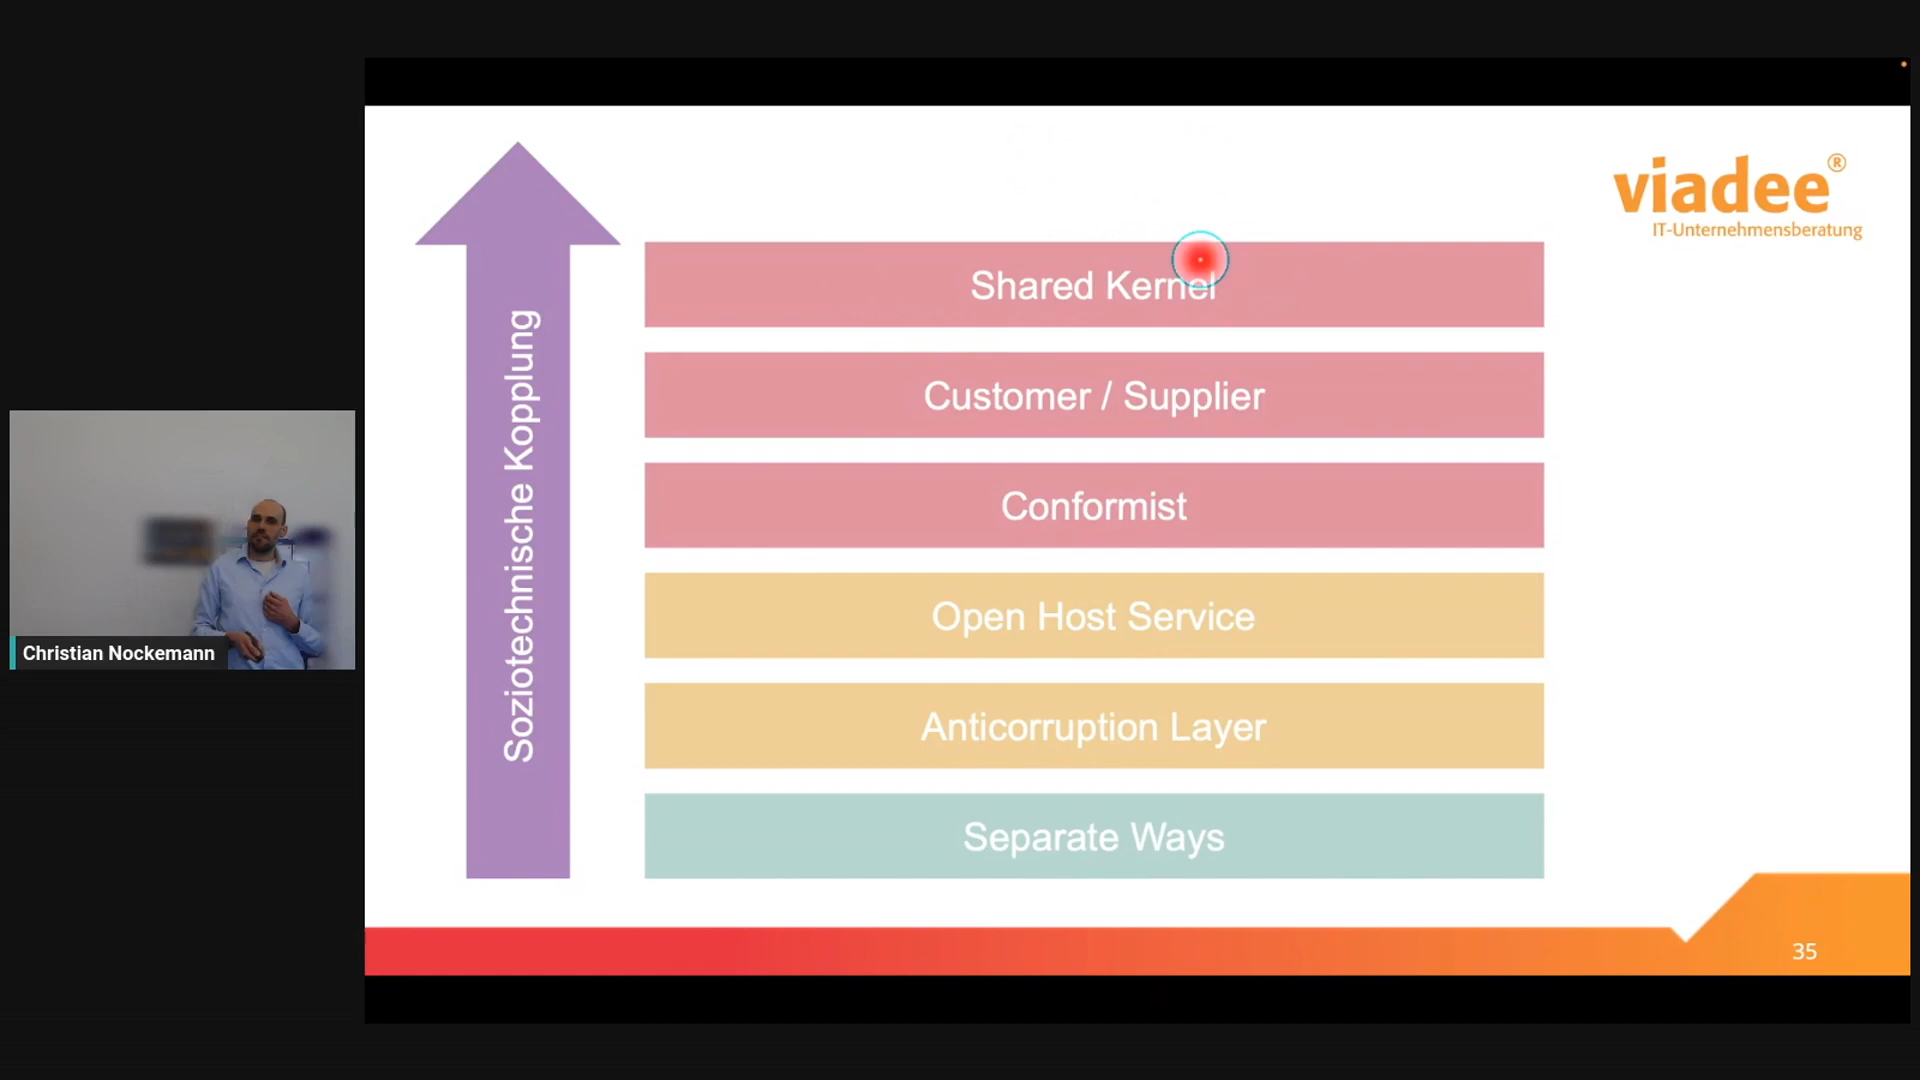 viadee®
IT-Unternehmensberatung
Soziotechnische Kopplung
Shared Kernel
Customer / Supplier
Conformist
Open Host Service
Anticorruption Layer
Separate Ways
Christian Nockemann
35